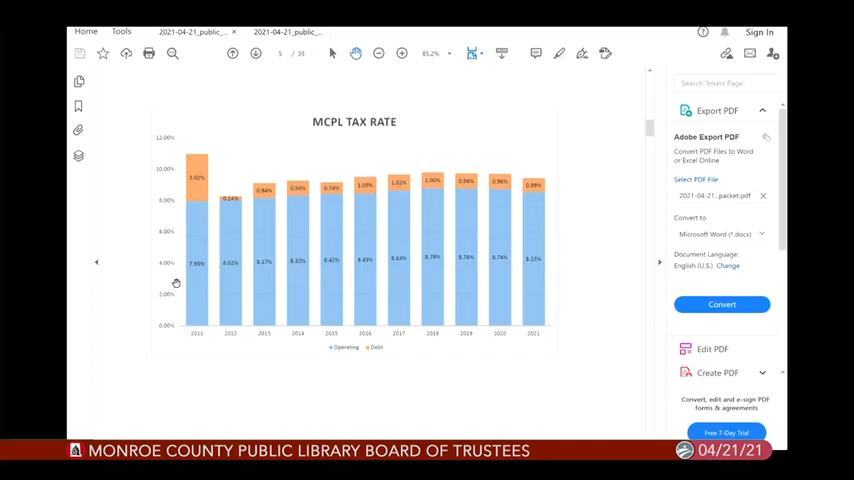 Home Tools 2021-04-21_public_... × 2021-04-21_public_... Sign In
5 / 35 85.2%
Search 'Insert Page'
Export PDF
Adobe Export PDF
Convert PDF Files to Word
or Excel Online
Select PDF File
2021-04-21...packet.pdf ×
Convert to
Microsoft Word (*.docx)
Document Language:
English (U.S.) Change
Convert
Edit PDF
Create PDF
Convert, edit and e-sign PDF
forms & agreements
Free 7-Day Trial
MCPL TAX RATE
12.00%
10.00%
8.00%
6.00%
4.00%
2.00%
0.00%
3.02% 0.24% 0.94% 0.94% 0.74% 1.09% 1.02% 1.00% 0.96% 0.96% 0.89%
7.95% 8.02% 8.17% 8.32% 8.42% 8.43% 8.63% 8.79% 8.76% 8.74% 8.53%
2011 2012 2013 2014 2015 2016 2017 2018 2019 2020 2021
Operating Debt
MONROE COUNTY PUBLIC LIBRARY BOARD OF TRUSTEES 04/21/21